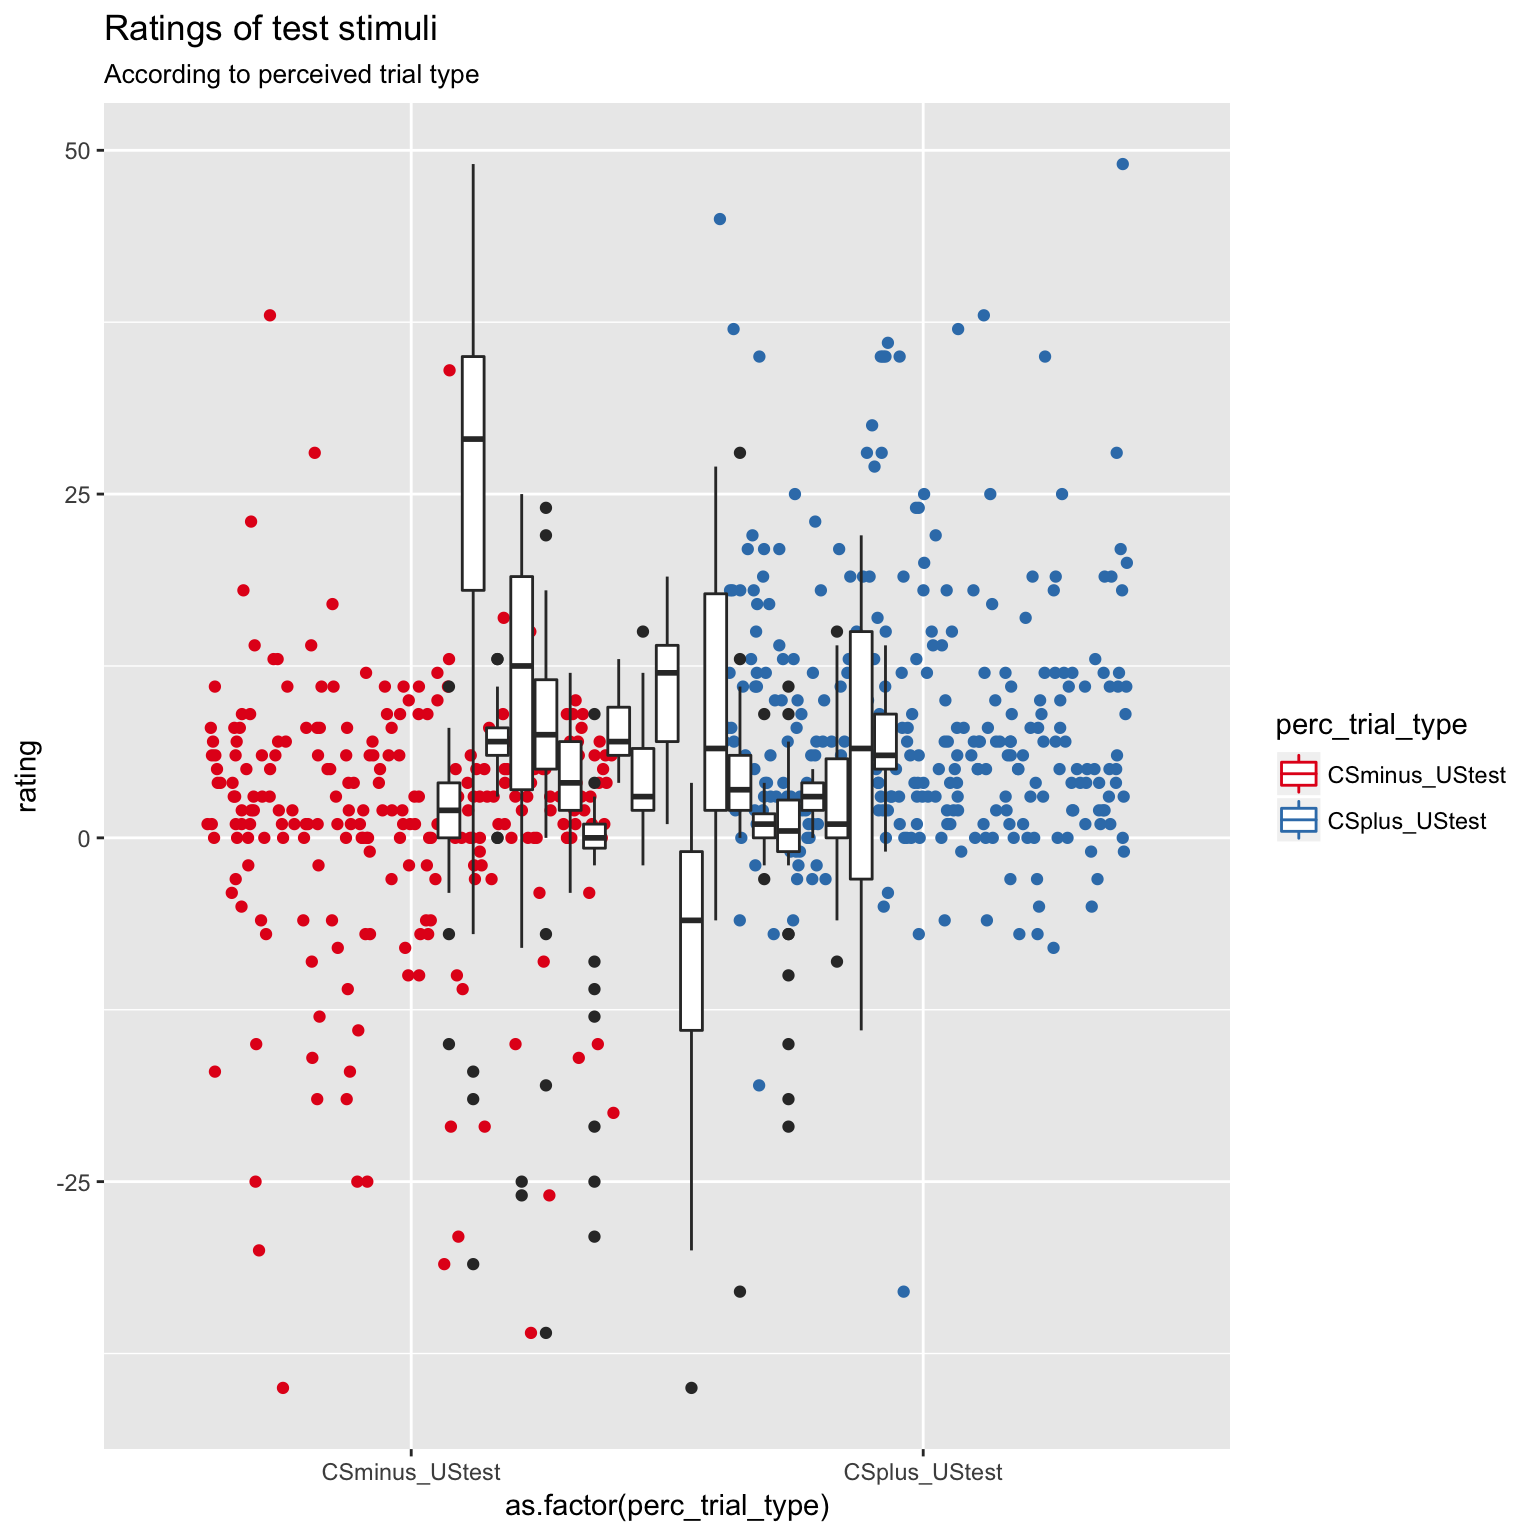 Ratings of test stimuli
According to perceived trial type
50
25
0
-25
rating
CSminus_UStest
CSplus_UStest
as.factor(perc_trial_type)
perc_trial_type
CSminus_UStest
CSplus_UStest